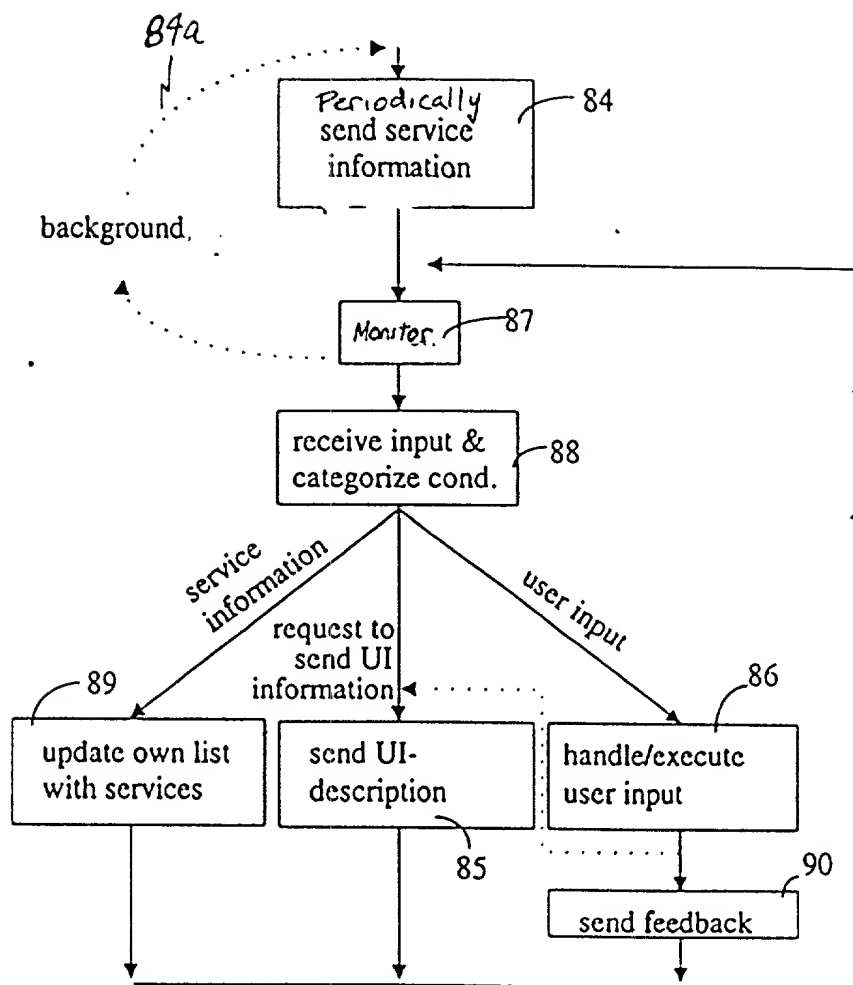 84a
Periodically
send service
information
84
background
Moniter.
87
receive input &
categorize cond.
88
service
information
request to
send UI
information
user input
89
update own list
with services
send UI-
description
85
86
handle/execute
user input
90
send feedback